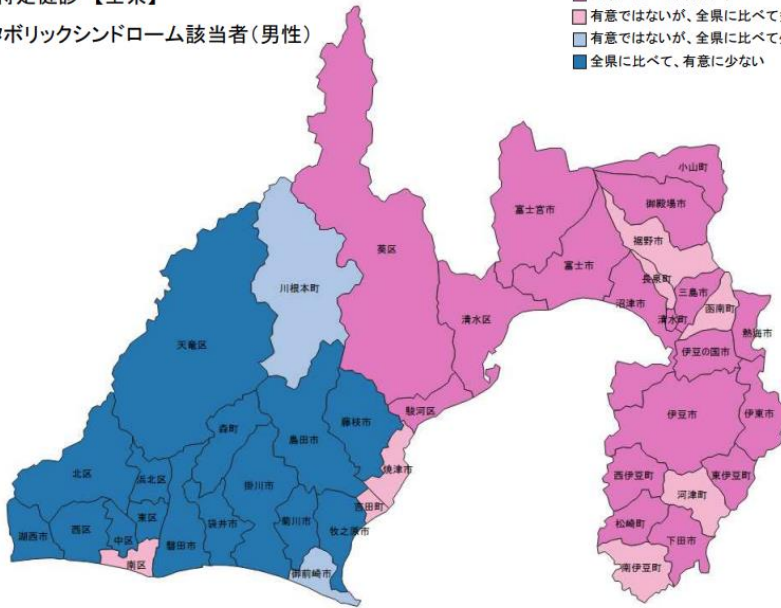 ボリックシンドローム該当者(男性)
有意ではないが、全県に比べて
有意ではないが、全県に比べて
全県に比べて、有意に少ない
小山町
富士宮市
御殿場市
裾野市
葵区
富士市
長泉町
川根本町
三島市
沼津市
函南町
清水町
清水区
熱海市
天竜区
伊豆の国市
駿河区
伊豆市
伊東市
藤枝市
森町
島田市
焼津市
北区
浜北区
掛川市
西伊豆町
東伊豆町
河津町
吉田町
東区
菊川市
袋井市
牧之原市
松崎町
湖西市
西区
中区
磐田市
下田市
南区
御前崎市
南伊豆町